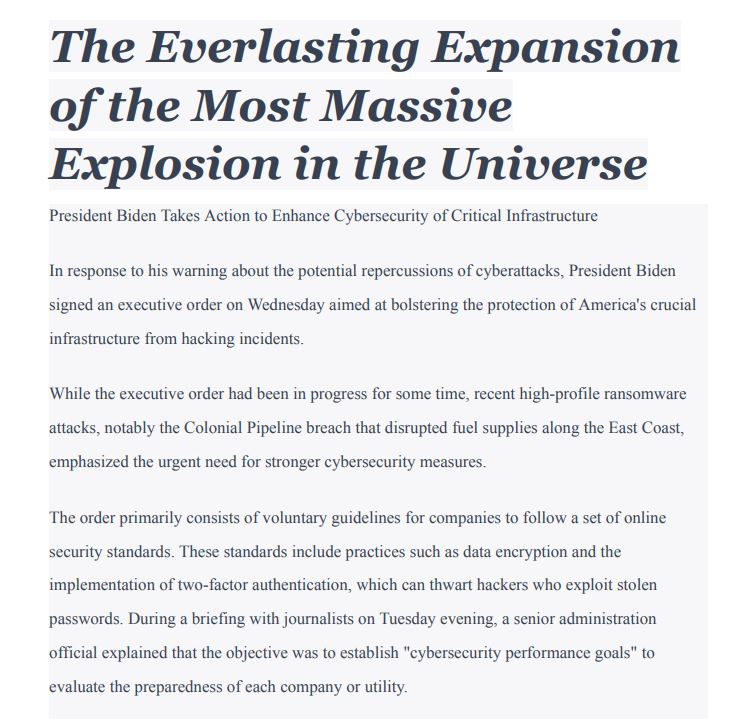 The Everlasting Expansion
of the Most Massive
Explosion in the Universe
President Biden Takes Action to Enhance Cybersecurity of Critical Infrastructure
In response to his warning about the potential repercussions of cyberattacks, President Biden
signed an executive order on Wednesday aimed at bolstering the protection of America's crucial
infrastructure from hacking incidents.
While the executive order had been in progress for some time, recent high-profile ransomware
attacks, notably the Colonial Pipeline breach that disrupted fuel supplies along the East Coast,
emphasized the urgent need for stronger cybersecurity measures.
The order primarily consists of voluntary guidelines for companies to follow a set of online
security standards. These standards include practices such as data encryption and the
implementation of two-factor authentication, which can thwart hackers who exploit stolen
passwords. During a briefing with journalists on Tuesday evening, a senior administration
official explained that the objective was to establish "cybersecurity performance goals" to
evaluate the preparedness of each company or utility.